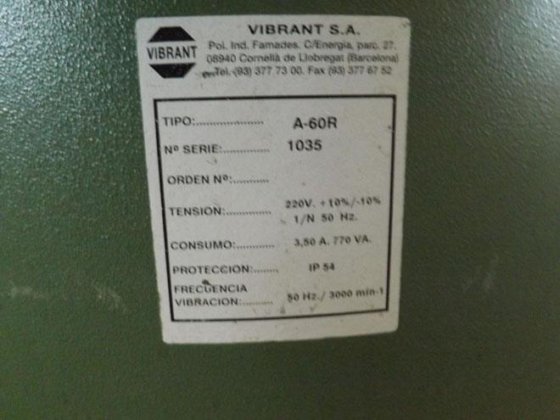 VIBRANT S.A.
VIBRANT
Pol. Ind. Famades. C/Energía, parc. 27.
08940 Cornellà de Llobregat (Barcelona)
Tel. (93) 377 73 00. Fax (93) 377 67 52
TIPO:..................... A-60R
Nº SERIE:.............. 1035
ORDEN Nº:...........
TENSION:.............. 220V. +10%/-10%
1/N 50 Hz.
CONSUMO:........... 3,50 A. 770 VA.
PROTECCION:....... IP 54
FRECUENCIA
VIBRACION:.......... 50 Hz./ 3000 min-1